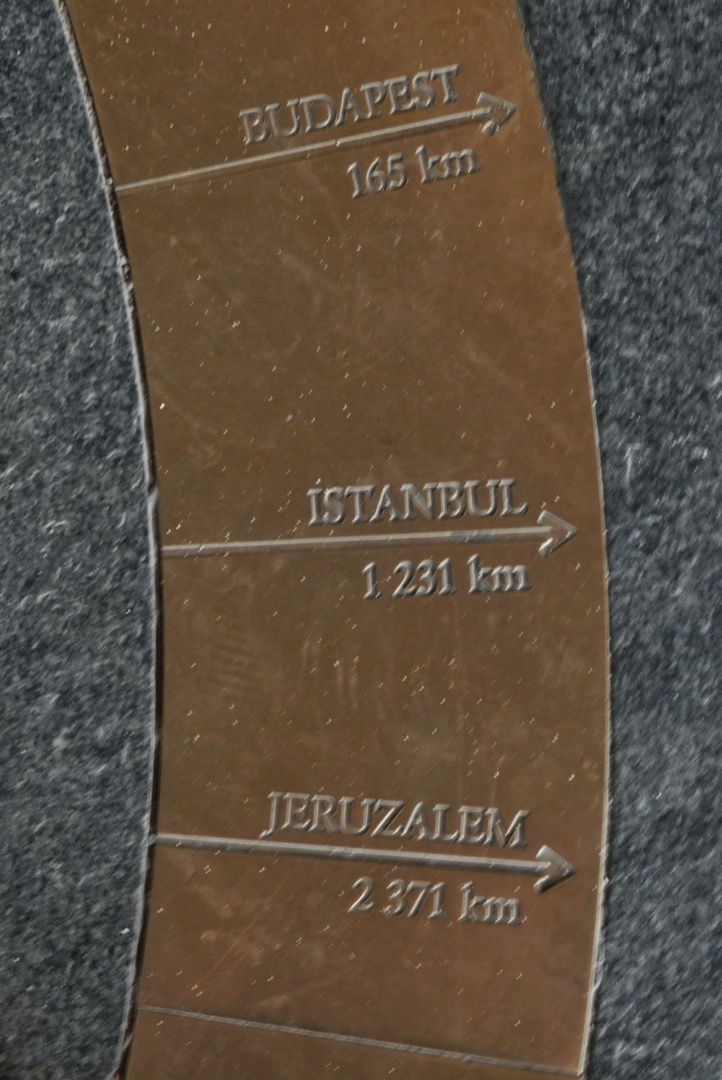 BUDAPEST
165 km
ISTANBUL
1 231 km
JERUZALEM
2 371 km